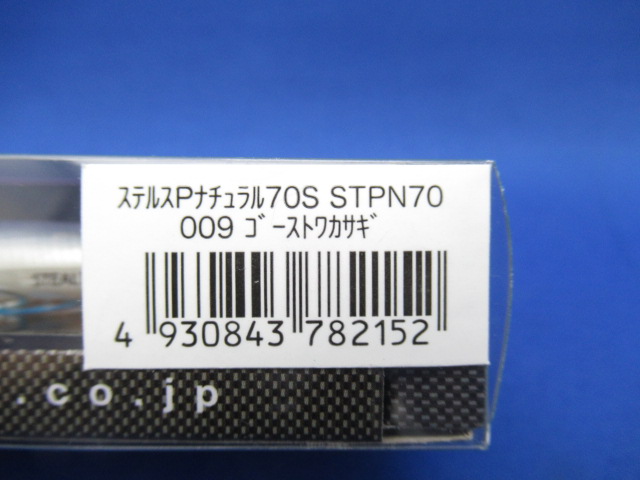 ｽﾃﾙｽPﾅﾁｭﾗﾙ70S STPN70
009 ｺﾞｰｽﾄﾜｶｻｷﾞ
4 930843 782152
STEAL
.co.jp